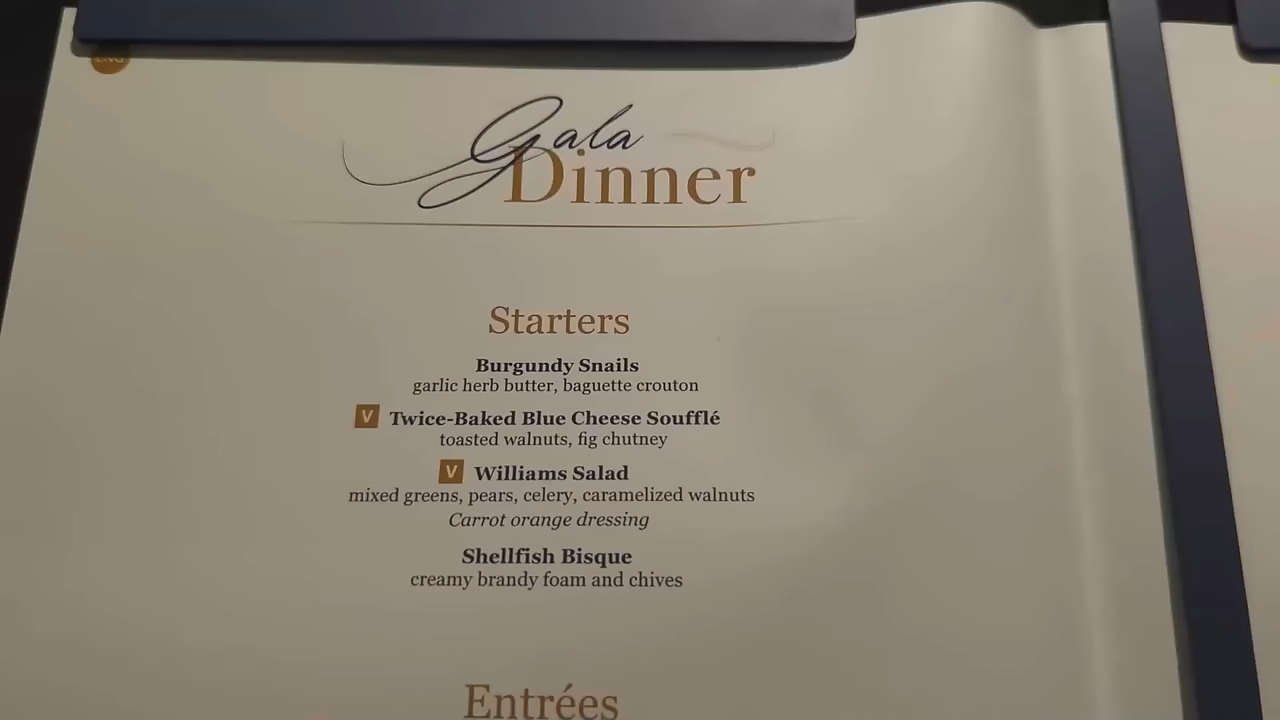 ENG
Gala
Dinner
Starters
Burgundy Snails
garlic herb butter, baguette crouton
V Twice-Baked Blue Cheese Soufflé
toasted walnuts, fig chutney
V Williams Salad
mixed greens, pears, celery, caramelized walnuts
Carrot orange dressing
Shellfish Bisque
creamy brandy foam and chives
Entrées